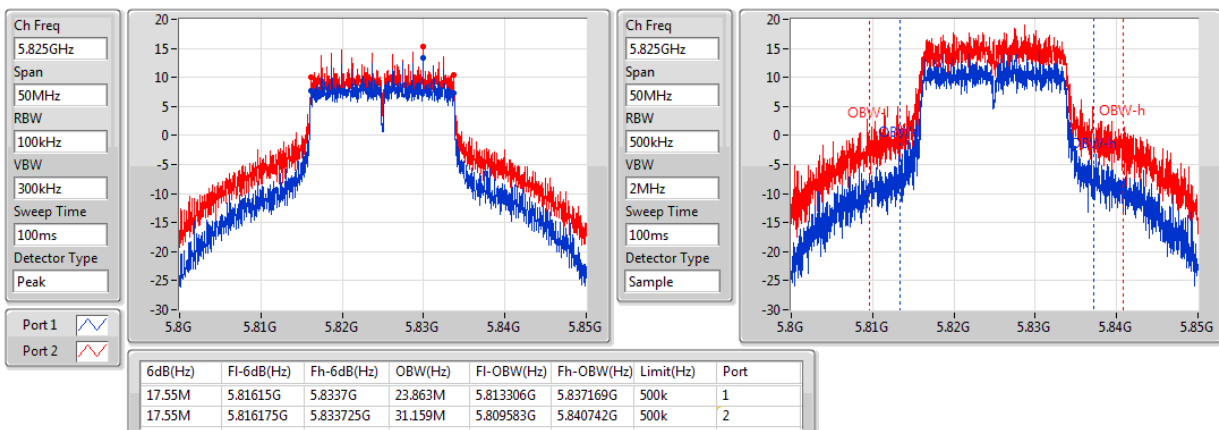 Ch Freq
5.825GHz
Span
50MHz
RBW
100kHz
VBW
300kHz
Sweep Time
100ms
Detector Type
Peak
Port 1
Port 2
20
15
10
5
0
-5
-10
-15
-20
-25
-30
5.8G 5.81G 5.82G 5.83G 5.84G 5.85G
Ch Freq
5.825GHz
Span
50MHz
RBW
500kHz
VBW
2MHz
Sweep Time
100ms
Detector Type
Sample
20
15
10
5
0
-5
-10
-15
-20
-25
-30
OBW-l
OBW-h
OBW-h
5.8G 5.81G 5.82G 5.83G 5.84G 5.85G
6dB(Hz) Fl-6dB(Hz) Fh-6dB(Hz) OBW(Hz) Fl-OBW(Hz) Fh-OBW(Hz) Limit(Hz) Port
17.55M 5.81615G 5.8337G 23.863M 5.813306G 5.837169G 500k 1
17.55M 5.816175G 5.833725G 31.159M 5.809583G 5.840742G 500k 2